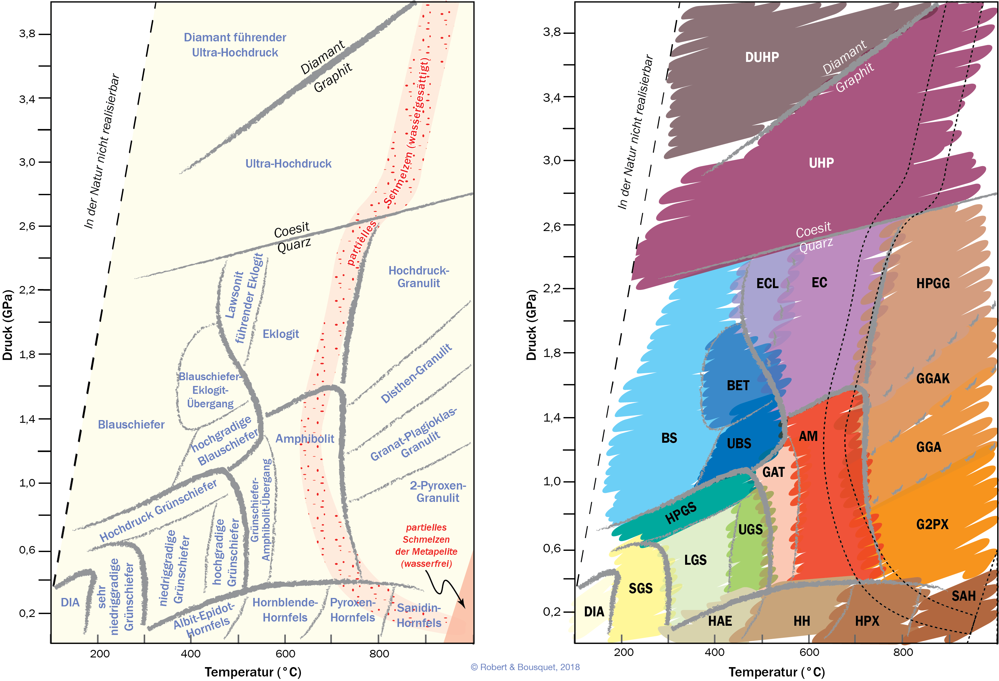 3,8
3,4
3,0
2,6
2,2
1,8
1,4
1,0
0,6
0,2
Druck (GPa)
200
400
600
800
Temperatur (°C)
In der Natur nicht realisierbar
Diamant führender
Ultra-Hochdruck
Diamant
Graphit
Ultra-Hochdruck
partielles Schmelzen (wassergesättigt)
Coesit
Quarz
Lawsonit
führender Eklogit
Eklogit
Hochdruck-
Granulit
Blauschiefer-
Eklogit-
Übergang
Disthen-Granulit
Blauschiefer
hochgradige
Blauschiefer
Amphibolit
Granat-Plagioklas-
Granulit
2-Pyroxen-
Granulit
Hochdruck Grünschiefer
Grünschiefer-
Amphibolit-Übergang
DIA
sehr
niedriggradige
Grünschiefer
niedriggradige
Grünschiefer
hochgradige
Grünschiefer
partielles
Schmelzen
der Metapelite
(wasserfrei)
Albit-Epidot-
Hornfels
Hornblende-
Hornfels
Pyroxen-
Hornfels
Sanidin-
Hornfels
© Robert & Bousquet, 2018
3,8
3,4
3,0
2,6
2,2
1,8
1,4
1,0
0,6
0,2
Druck (GPa)
200
400
600
800
Temperatur (°C)
In der Natur nicht realisierbar
DUHP
Diamant
Graphit
UHP
Coesit
Quarz
ECL
EC
HPGG
BET
GGAK
BS
UBS
AM
GGA
GAT
HPGS
UGS
G2PX
LGS
SGS
DIA
SAH
HAE
HH
HPX